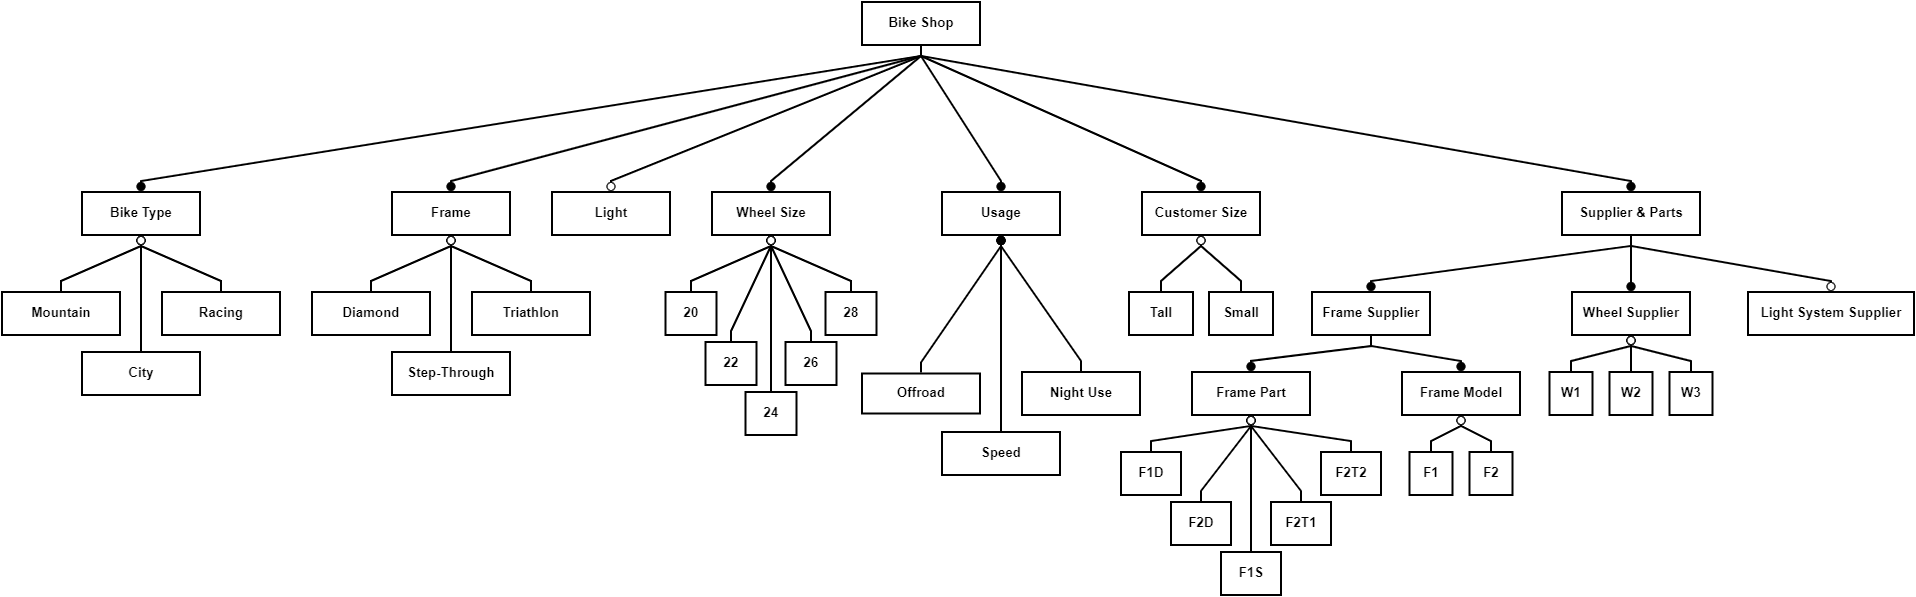 Bike Shop
Bike Type
Frame
Light
Wheel Size
Usage
Customer Size
Supplier & Parts
Mountain
Racing
City
Diamond
Triathlon
Step-Through
20
28
22
26
24
Offroad
Night Use
Speed
Tall
Small
Frame Supplier
Wheel Supplier
Light System Supplier
Frame Part
Frame Model
W1
W2
W3
F1D
F2T2
F2D
F2T1
F1S
F1
F2